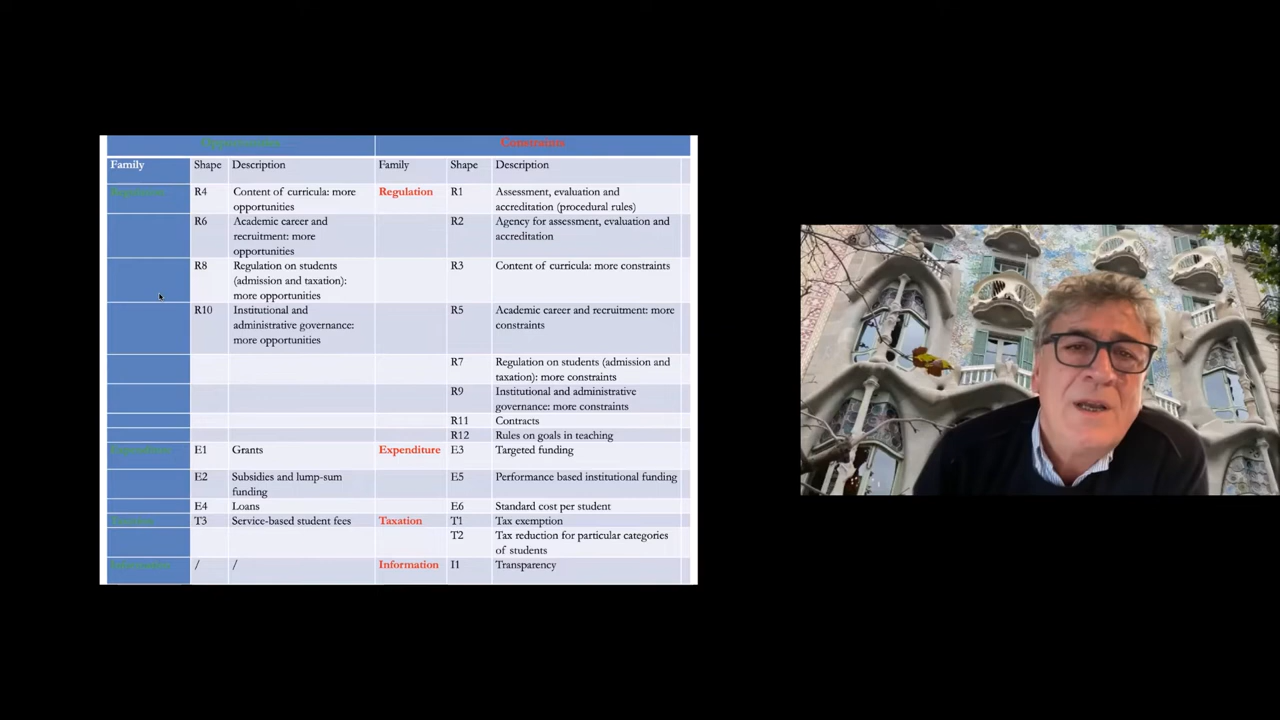 Opportunities
Constraints
Family Shape Description Family Shape Description
Regulation R4 Content of curricula: more Regulation R1 Assessment, evaluation and
opportunities accreditation (procedural rules)
R6 Academic career and R2 Agency for assessment, evaluation and
recruitment: more accreditation
opportunities
R8 Regulation on students R3 Content of curricula: more constraints
(admission and taxation):
more opportunities
R10 Institutional and R5 Academic career and recruitment: more
administrative governance: constraints
more opportunities
R7 Regulation on students (admission and
taxation): more constraints
R9 Institutional and administrative
governance: more constraints
R11 Contracts
R12 Rules on goals in teaching
Expenditure E1 Grants Expenditure E3 Targeted funding
E2 Subsidies and lump-sum E5 Performance based institutional funding
funding
E4 Loans E6 Standard cost per student
Taxation T3 Service-based student fees Taxation T1 Tax exemption
T2 Tax reduction for particular categories
of students
Information / / Information I1 Transparency